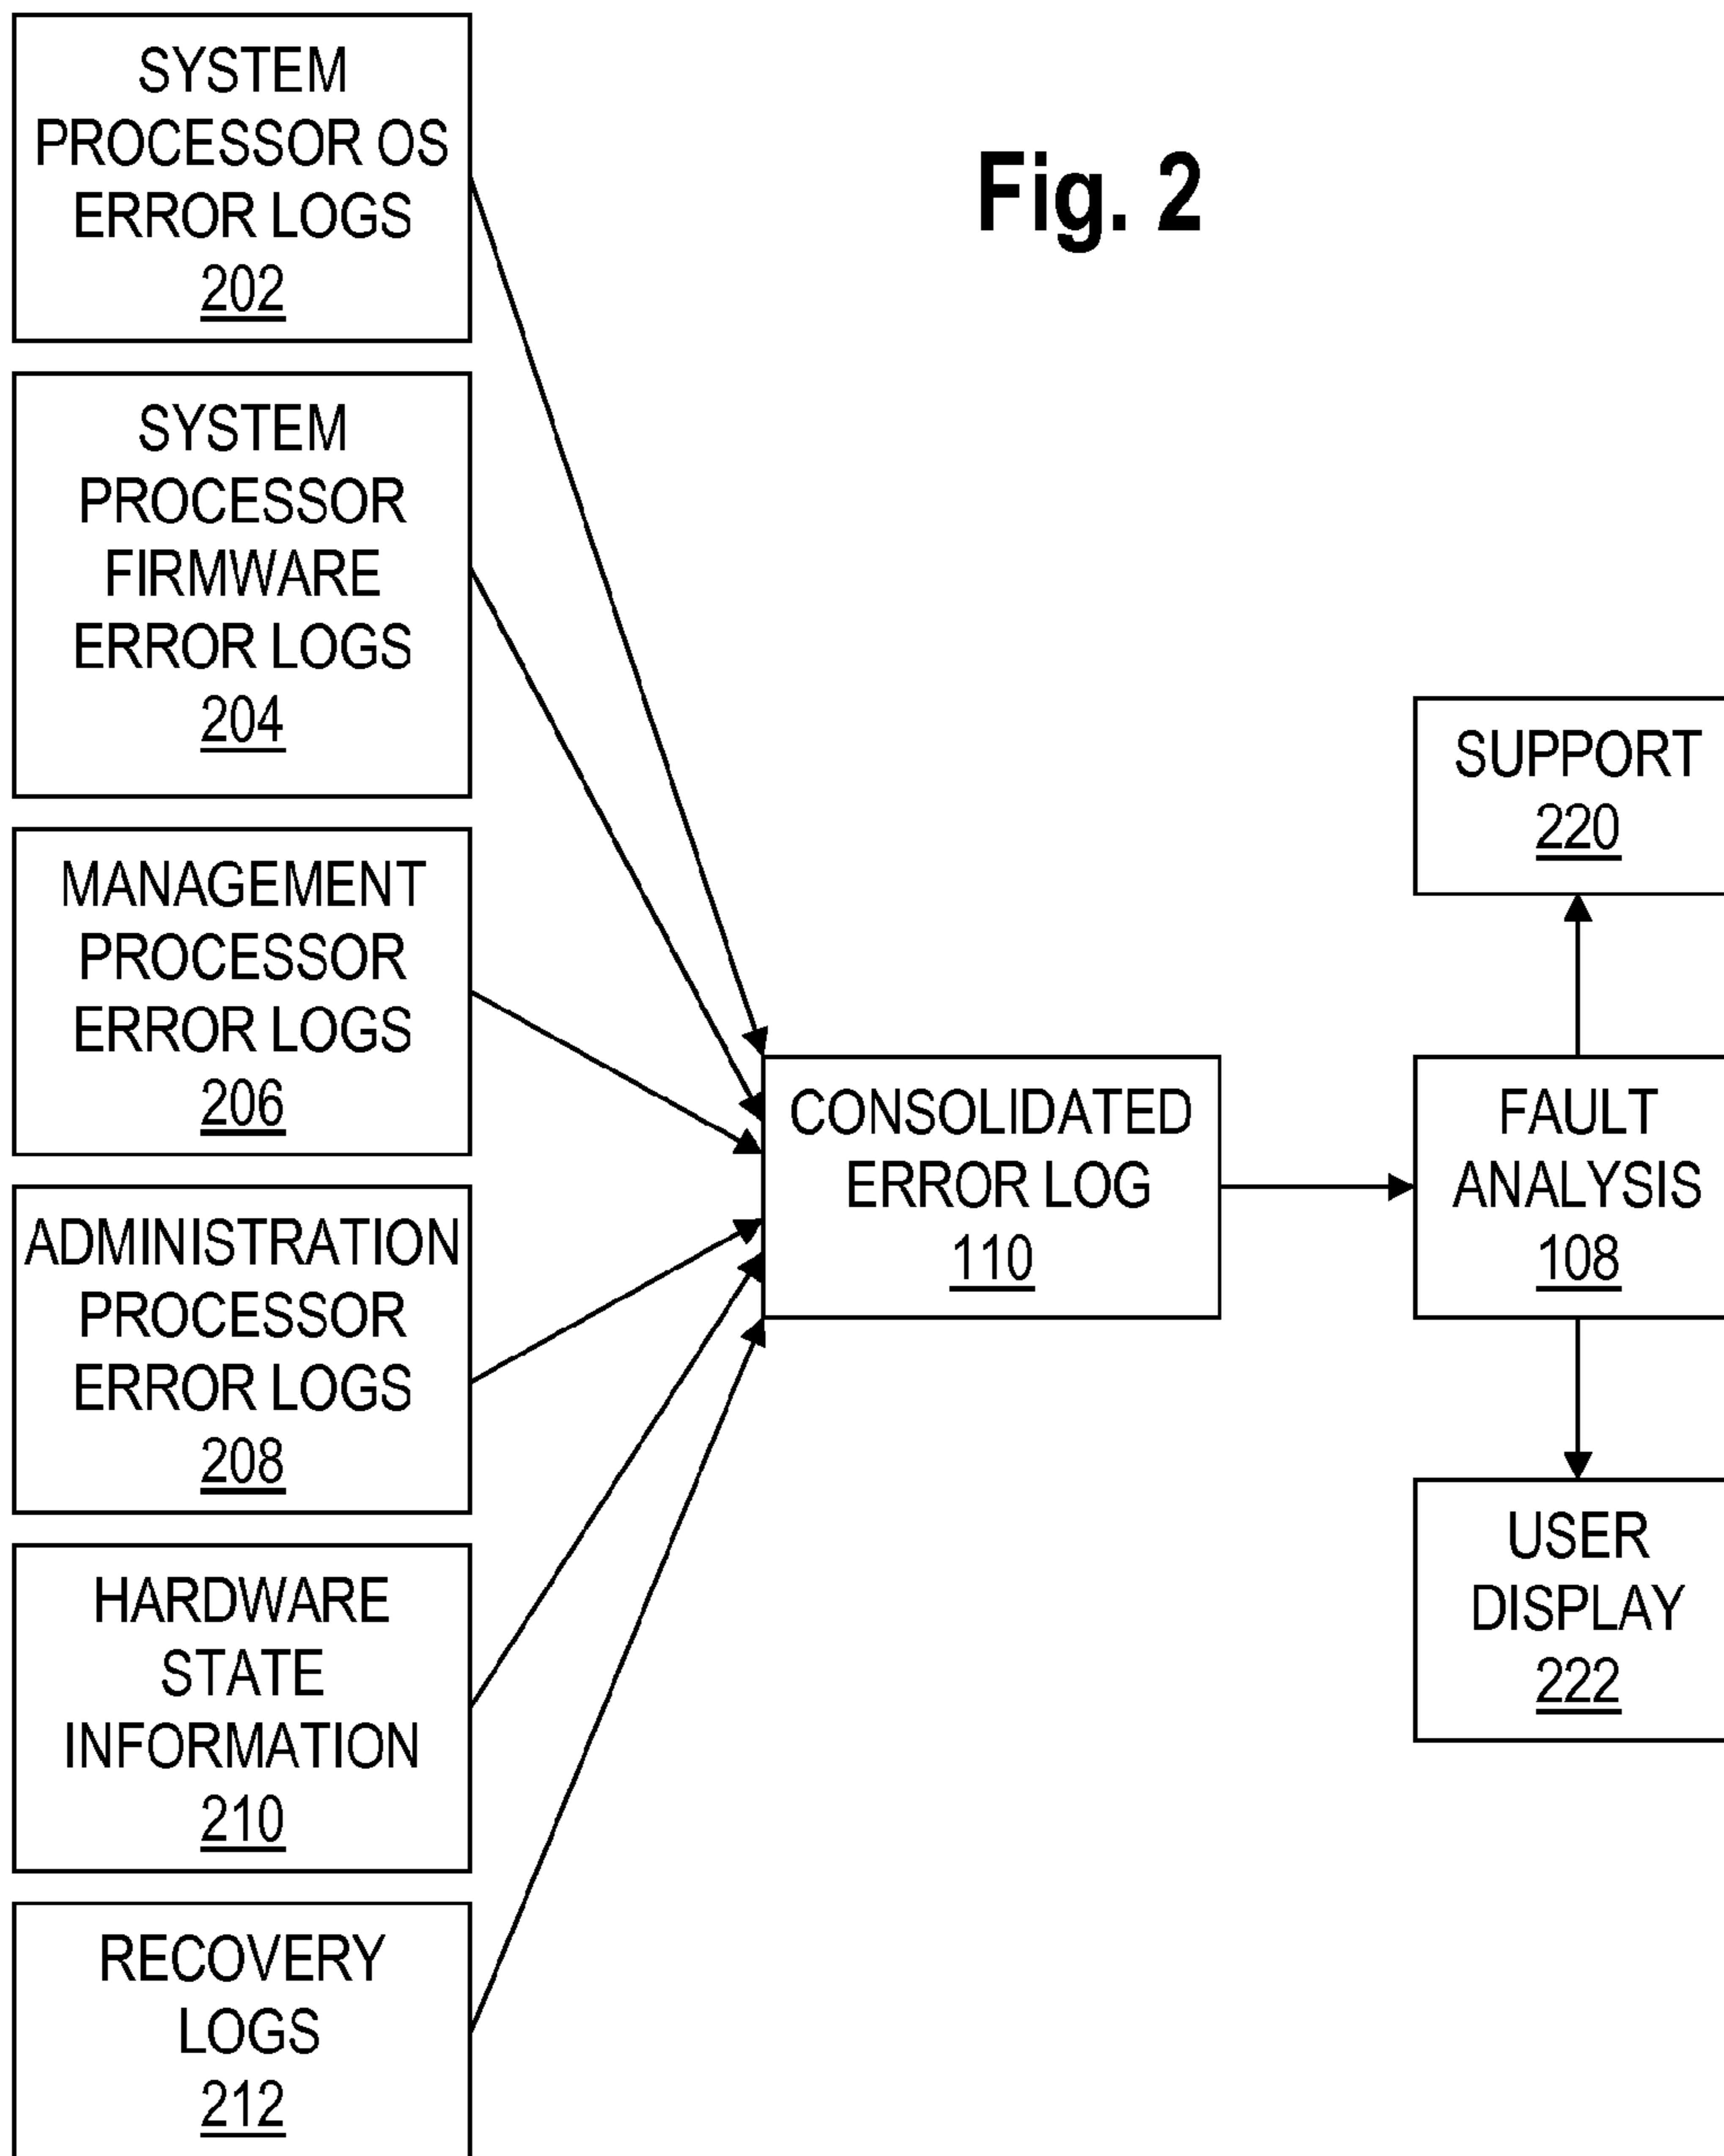 SYSTEM
PROCESSOR OS
ERROR LOGS
202
Fig. 2
SYSTEM
PROCESSOR
FIRMWARE
ERROR LOGS
204
MANAGEMENT
PROCESSOR
ERROR LOGS
206
ADMINISTRATION
PROCESSOR
ERROR LOGS
208
HARDWARE
STATE
INFORMATION
210
RECOVERY
LOGS
212
CONSOLIDATED
ERROR LOG
110
SUPPORT
220
FAULT
ANALYSIS
108
USER
DISPLAY
222